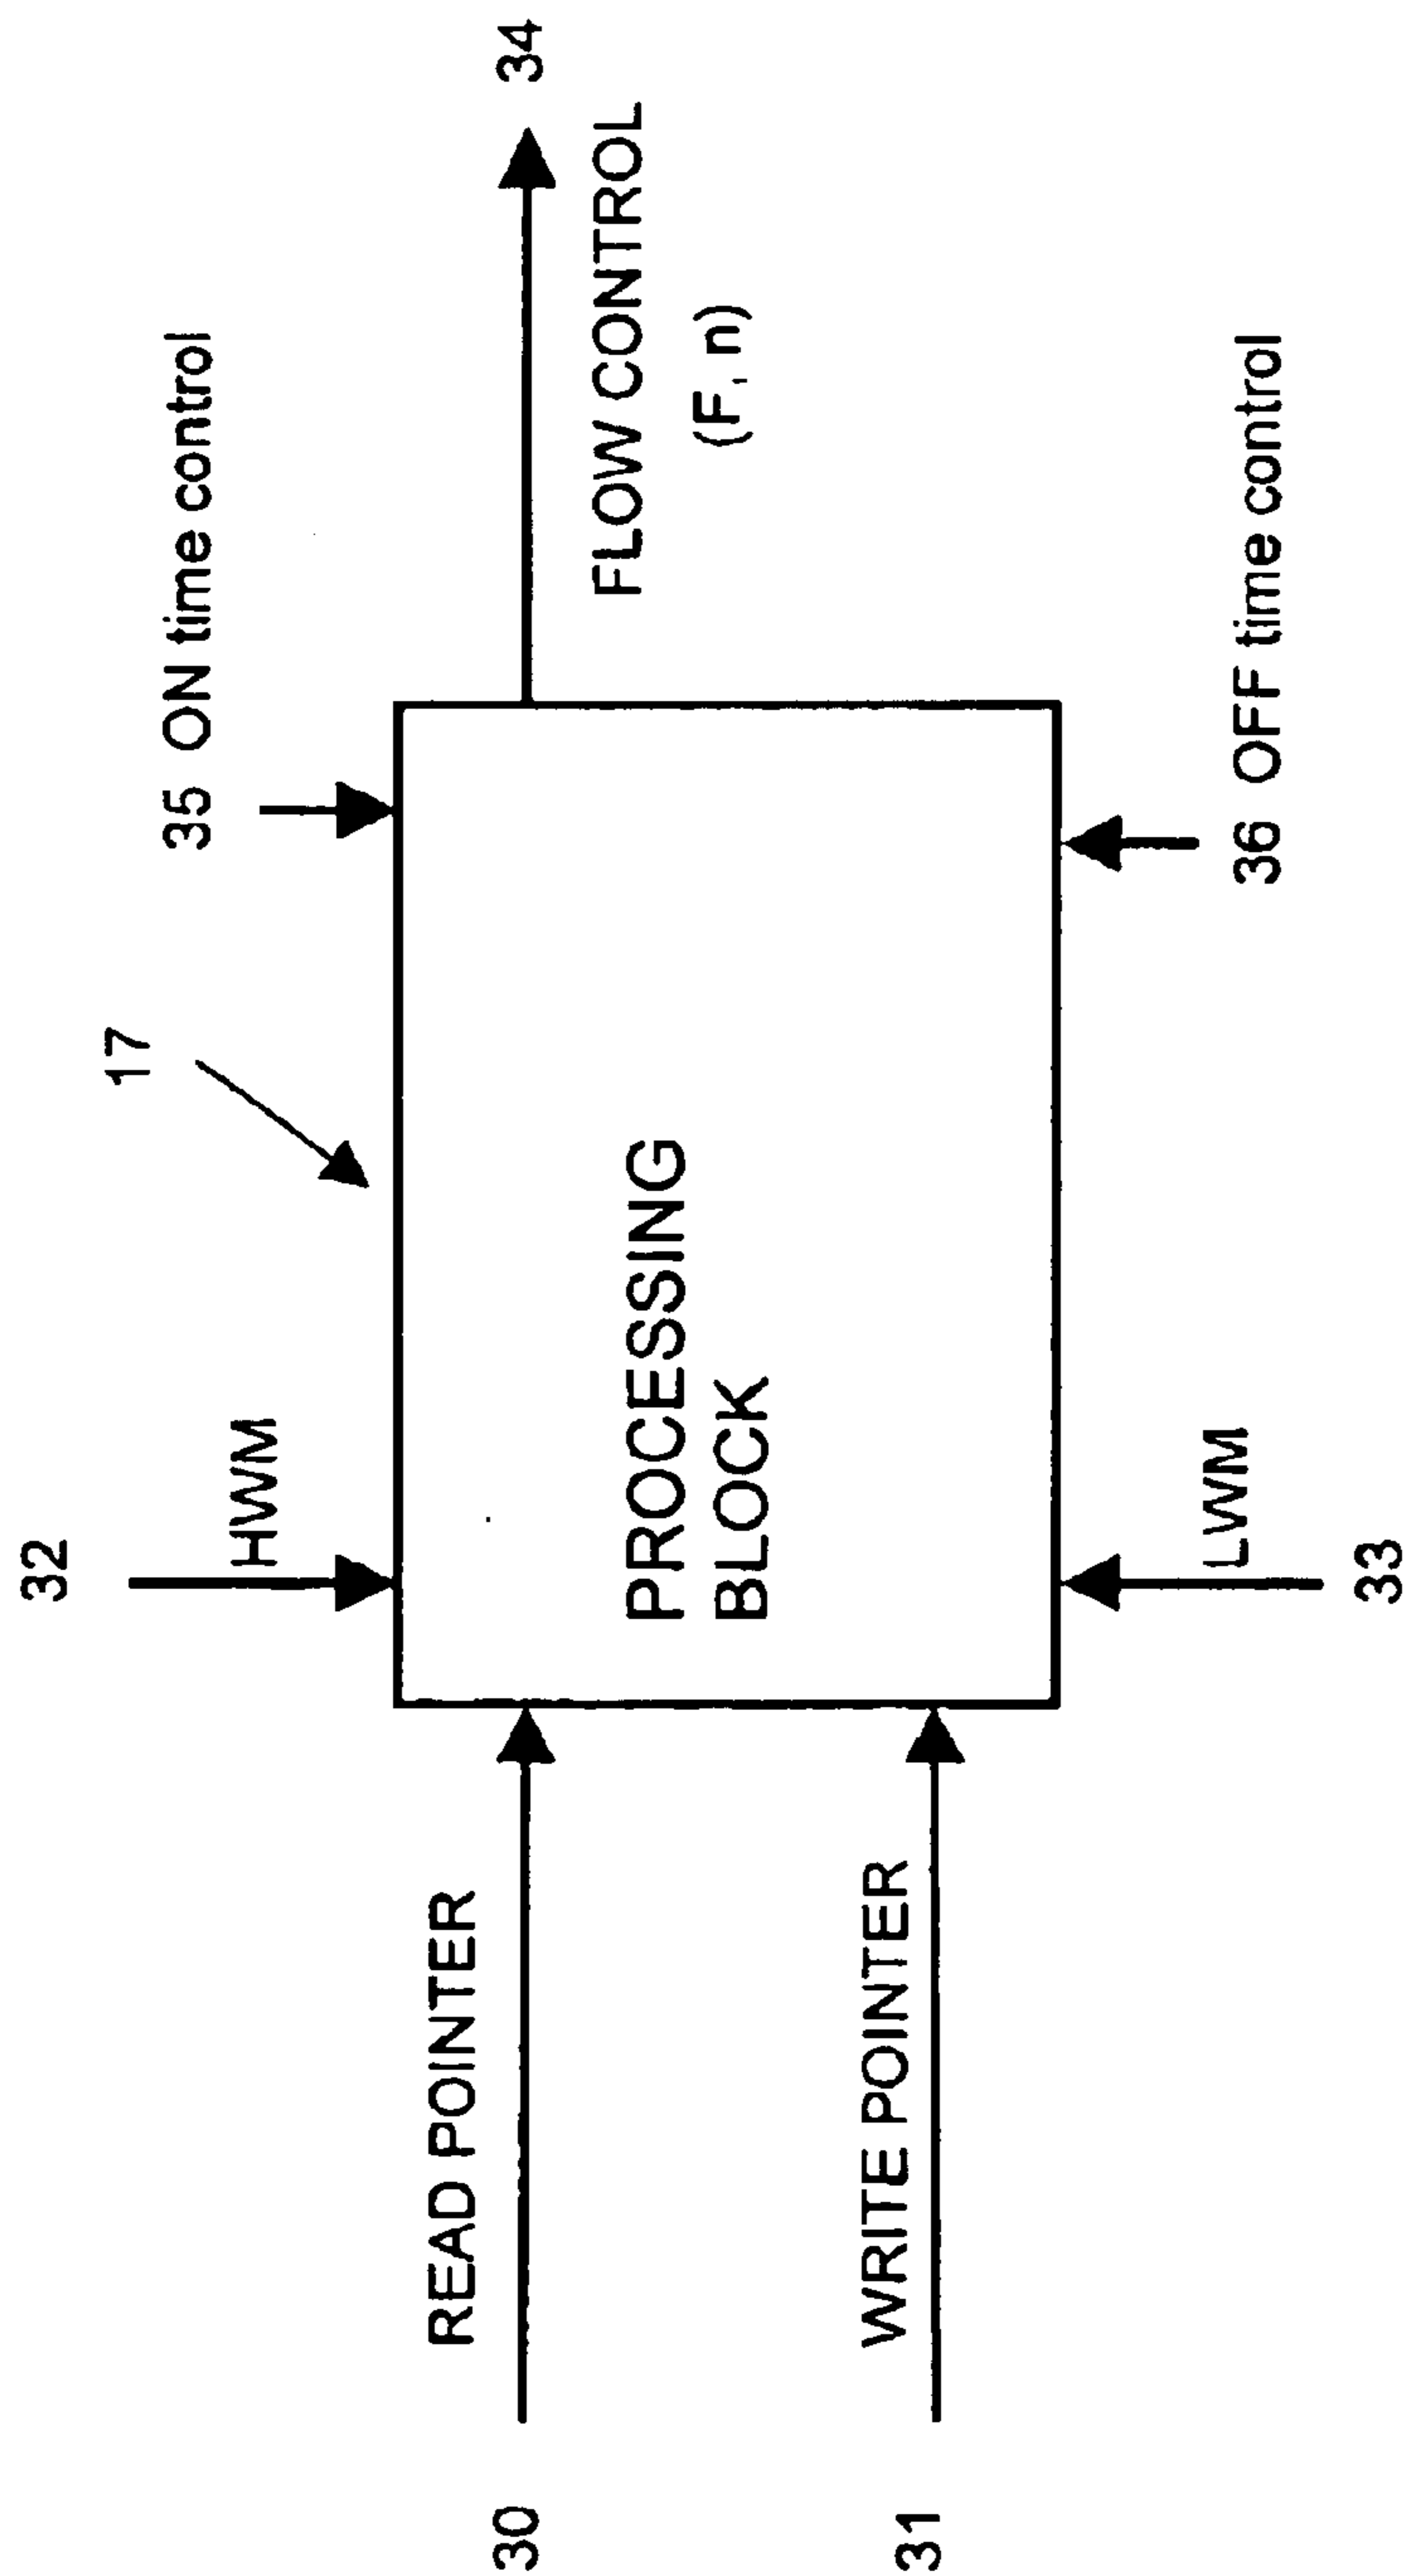 32
HWM
17
35 ON time control
30
READ POINTER
PROCESSING
BLOCK
34
FLOW CONTROL
(F, n)
31
WRITE POINTER
LWM
33
36 OFF time control